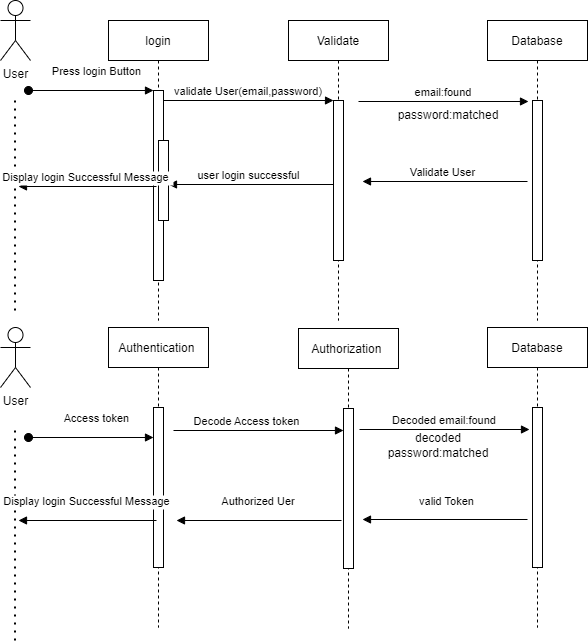 login
Validate
Database
User
Press login Button
validate User(email,password)
email:found
password:matched
Display login Successful Message
user login successful
Validate User
Authentication
Authorization
Database
User
Access token
Decode Access token
Decoded email:found
decoded
password:matched
Display login Successful Message
Authorized Uer
valid Token